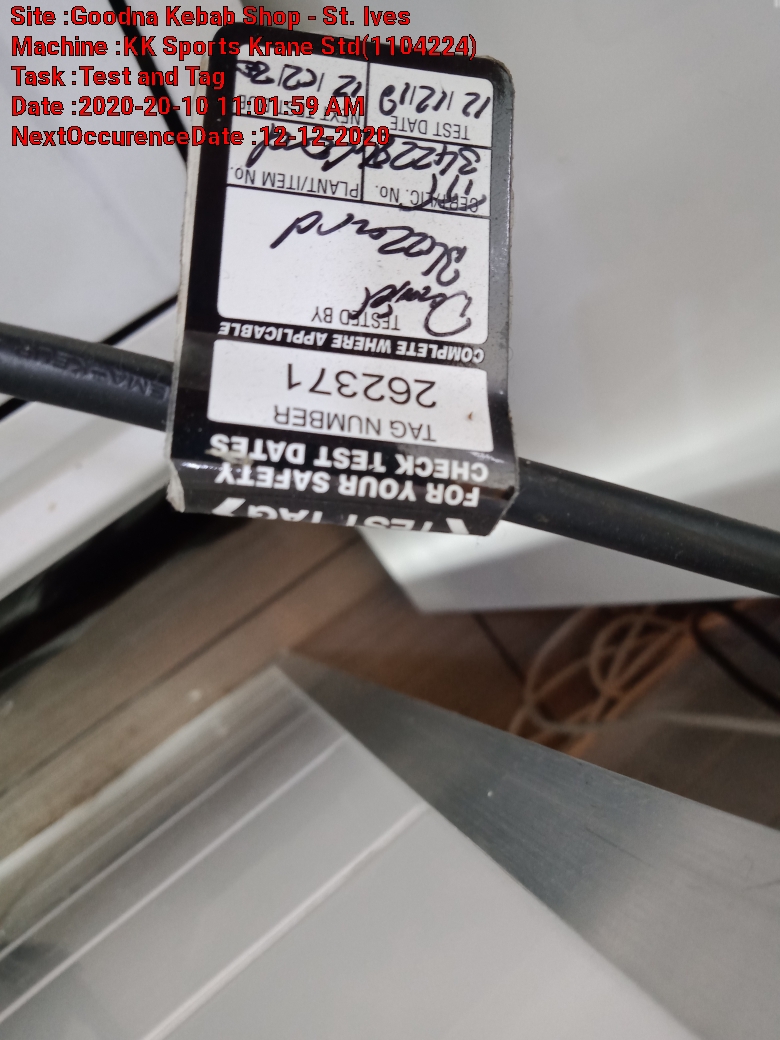 Site :Goodna Kebab Shop - St. Ives
Machine :KK Sports Krane Std(1104224)
Task :Test and Tag
Date :2020-20-10 11:01:59 AM
NextOccurenceDate :12-12-2020
TEST TAG
FOR YOUR SAFETY
CHECK TEST DATES
TAG NUMBER
262371
COMPLETE WHERE APPLICABLE
TESTED BY
Daniel
PLANT/ITEM No.
TEST DATE
12/12/19